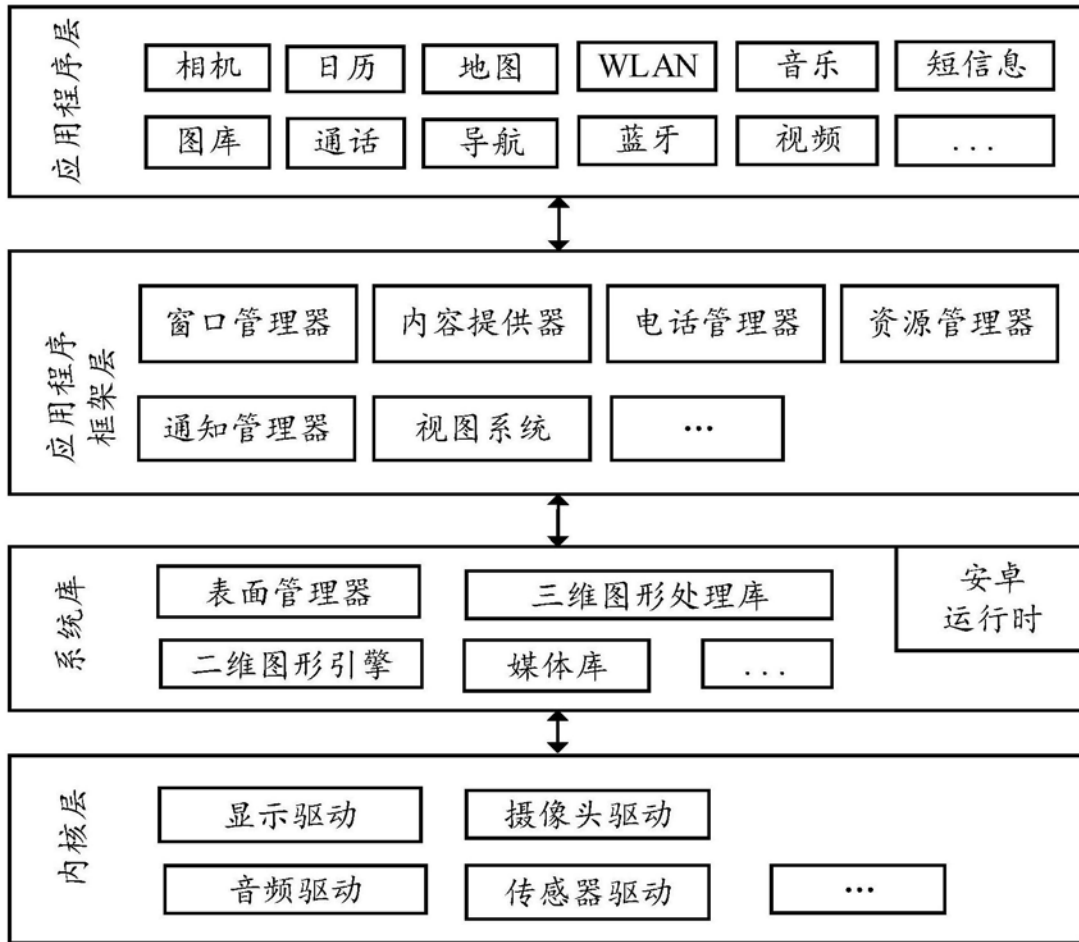 应用程序层
相机
日历
地图
WLAN
音乐
短信息
图库
通话
导航
蓝牙
视频
...
应用程序
框架层
窗口管理器
内容提供器
电话管理器
资源管理器
通知管理器
视图系统
...
系统库
表面管理器
三维图形处理库
安卓
运行时
二维图形引擎
媒体库
...
内核层
显示驱动
摄像头驱动
音频驱动
传感器驱动
...